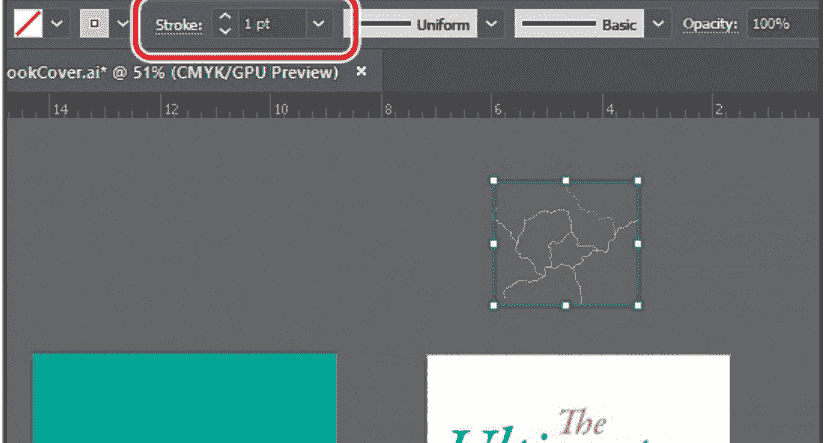 Stroke: 1 pt Uniform Basic Opacity: 100%
ookCover.ai* @ 51% (CMYK/GPU Preview) ×
14 12 10 8 6 4 2
The